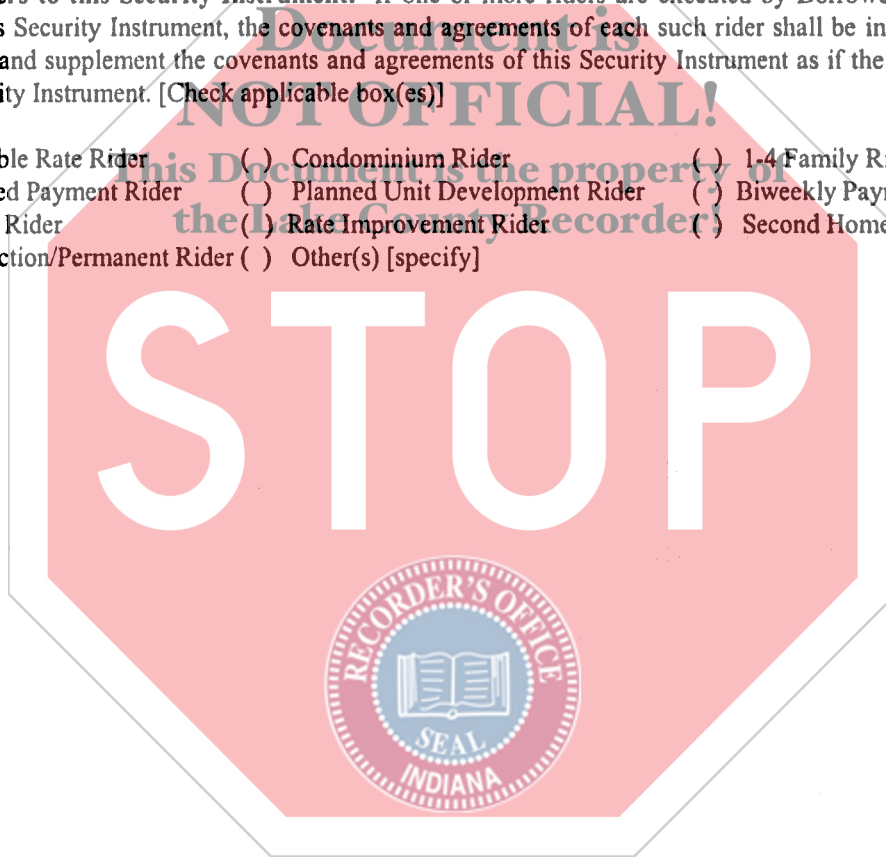 ers to this Security Instrument. If one or more riders are executed by Borrow
s Security Instrument, the covenants and agreements of each such rider shall be in
and supplement the covenants and agreements of this Security Instrument as if the
ity Instrument. [Check applicable box(es)]
Document is
NOT OFFICIAL!
This Document is the property of
the Lake County Recorder!
ble Rate Rider ( ) Condominium Rider ( ) 1-4 Family Ri
ed Payment Rider ( ) Planned Unit Development Rider ( ) Biweekly Payr
Rider ( ) Rate Improvement Rider ( ) Second Home
ction/Permanent Rider ( ) Other(s) [specify]
STOP
RECORDER'S OFFICE
SEAL
INDIANA